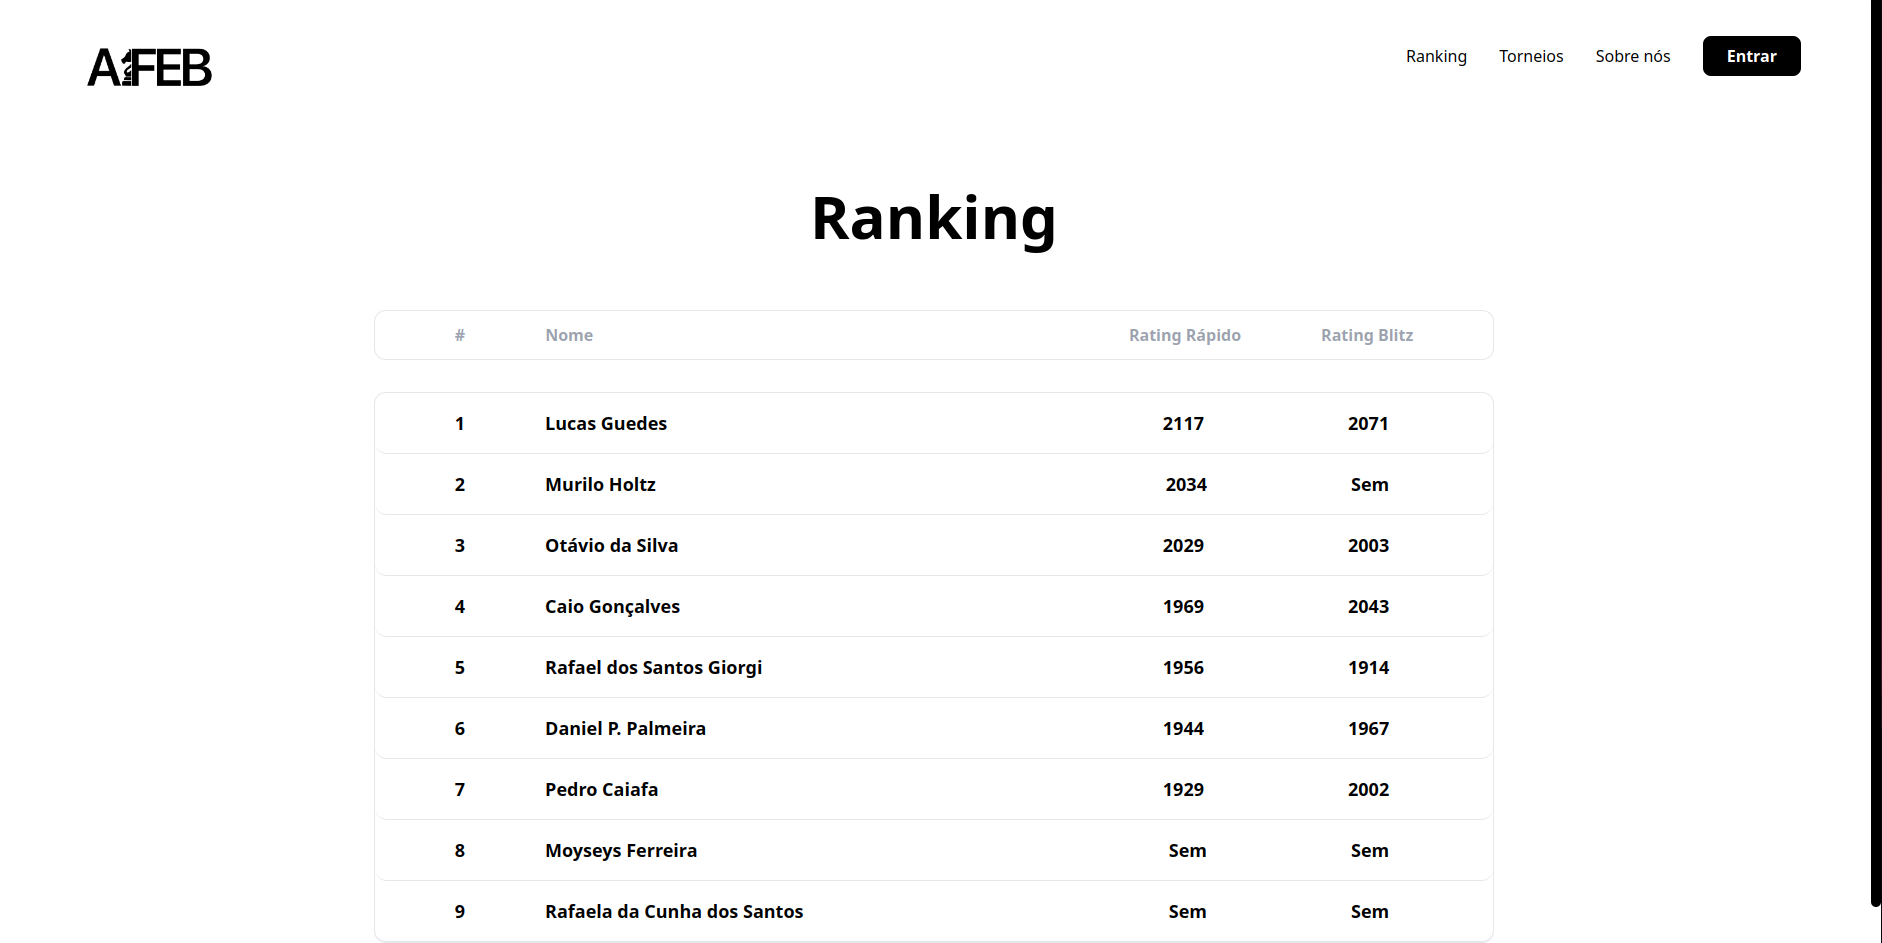 AFEB Ranking Torneios Sobre nós Entrar
Ranking
# Nome Rating Rápido Rating Blitz
1 Lucas Guedes 2117 2071
2 Murilo Holtz 2034 Sem
3 Otávio da Silva 2029 2003
4 Caio Gonçalves 1969 2043
5 Rafael dos Santos Giorgi 1956 1914
6 Daniel P. Palmeira 1944 1967
7 Pedro Caiafa 1929 2002
8 Moyseys Ferreira Sem Sem
9 Rafaela da Cunha dos Santos Sem Sem